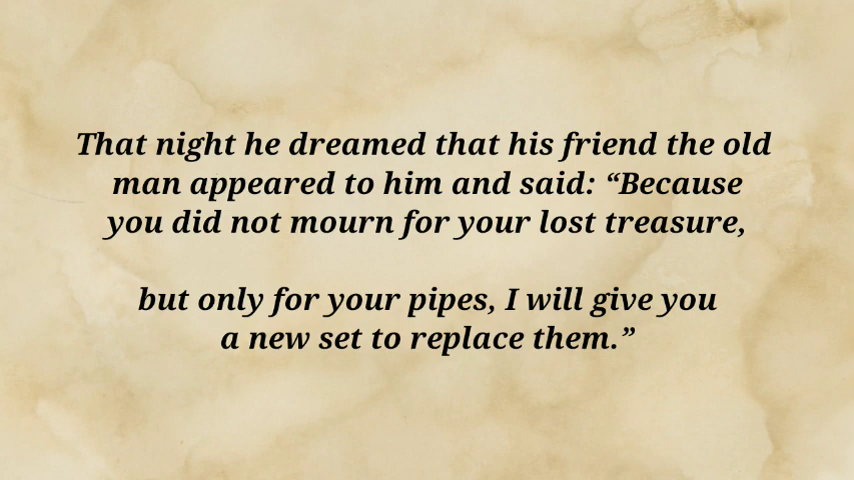 That night he dreamed that his friend the old
man appeared to him and said: “Because
you did not mourn for your lost treasure,
but only for your pipes, I will give you
a new set to replace them.”